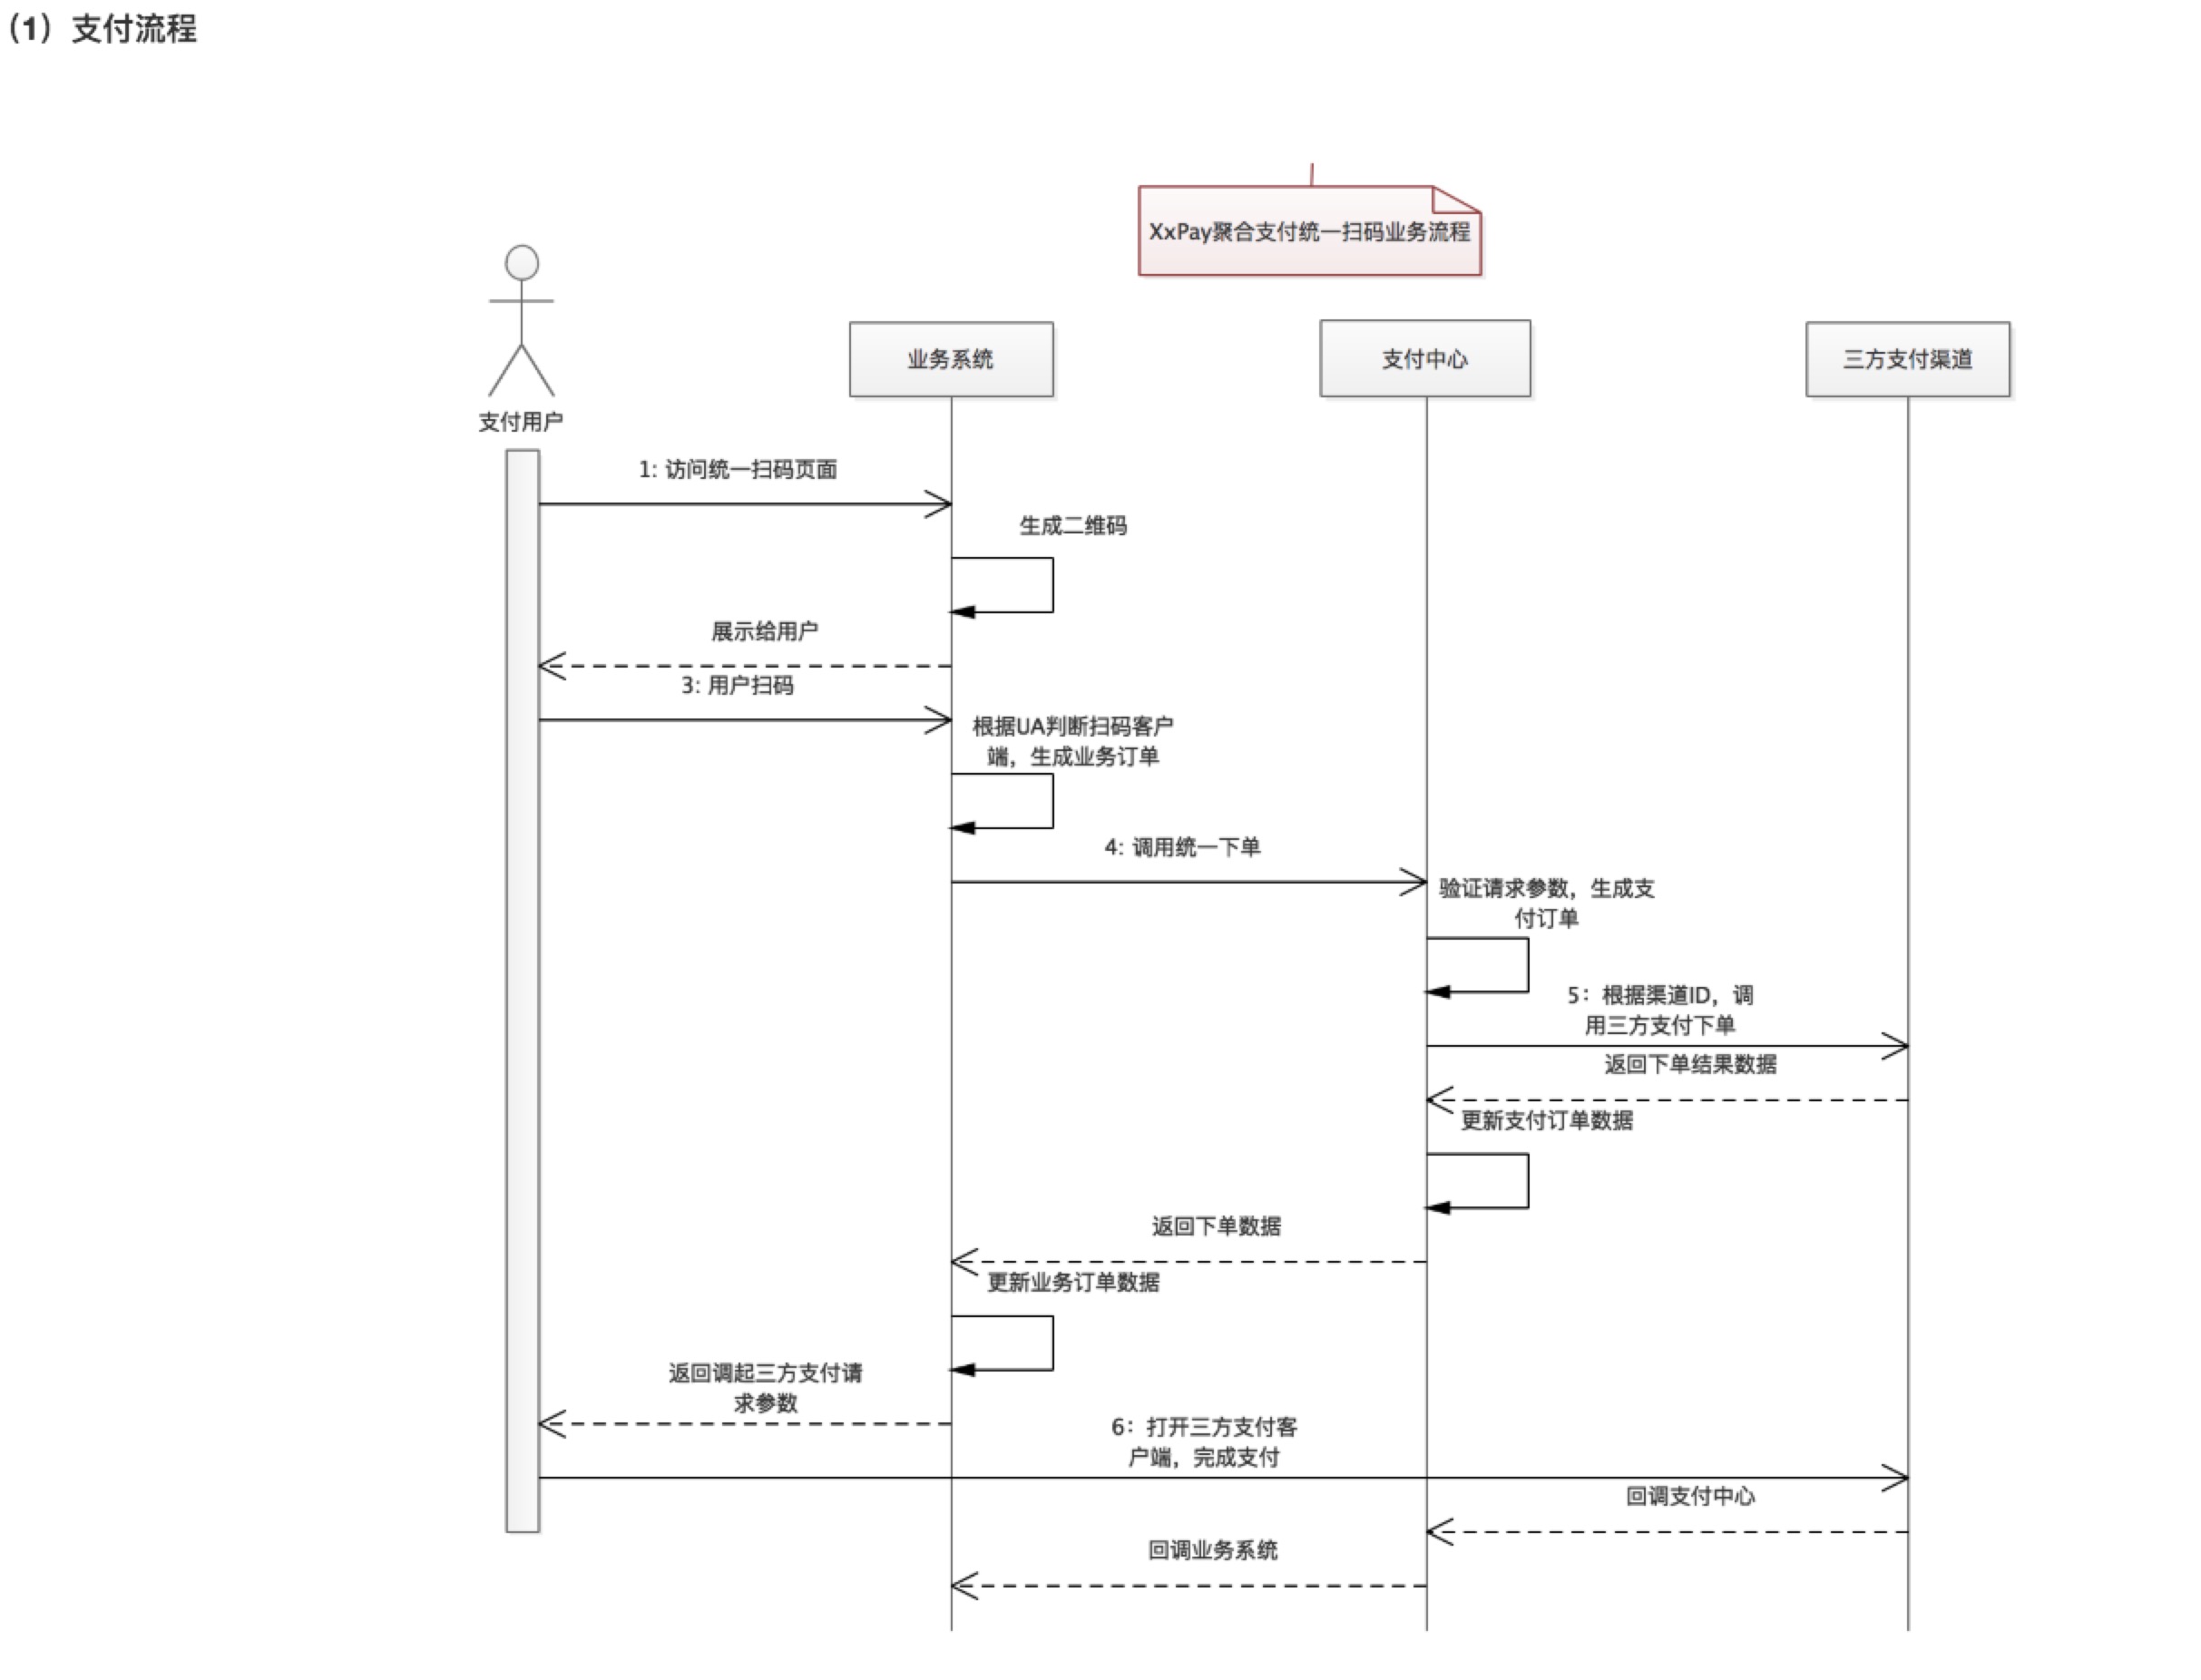 （1）支付流程
XxPay聚合支付统一扫码业务流程
业务系统
支付中心
三方支付渠道
支付用户
1: 访问统一扫码页面
生成二维码
展示给用户
3: 用户扫码
根据UA判断扫码客户
端，生成业务订单
4: 调用统一下单
验证请求参数，生成支
付订单
5：根据渠道ID，调
用三方支付下单
返回下单结果数据
更新支付订单数据
返回下单数据
更新业务订单数据
返回调起三方支付请
求参数
6：打开三方支付客
户端，完成支付
回调支付中心
回调业务系统